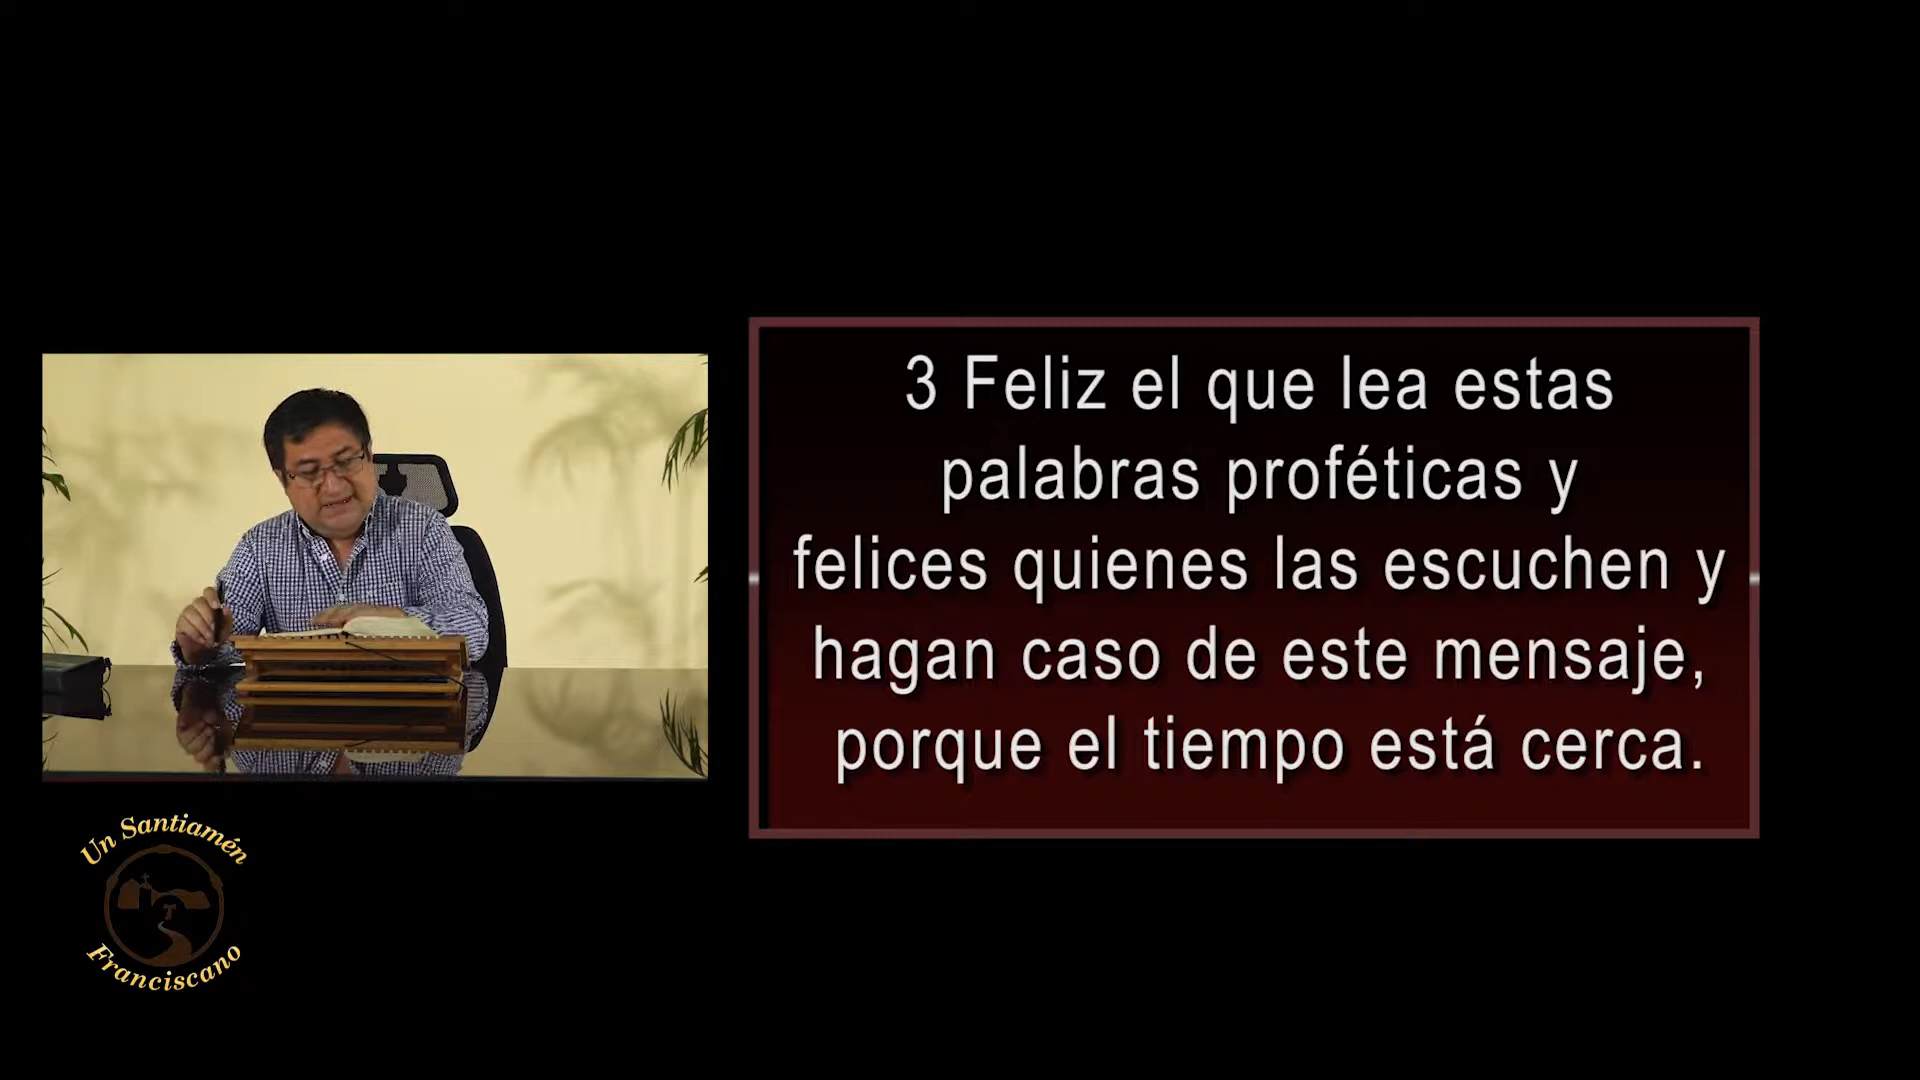 3 Feliz el que lea estas
palabras proféticas y
felices quienes las escuchen y
hagan caso de este mensaje,
porque el tiempo está cerca.
Un Santiamén
Franciscano